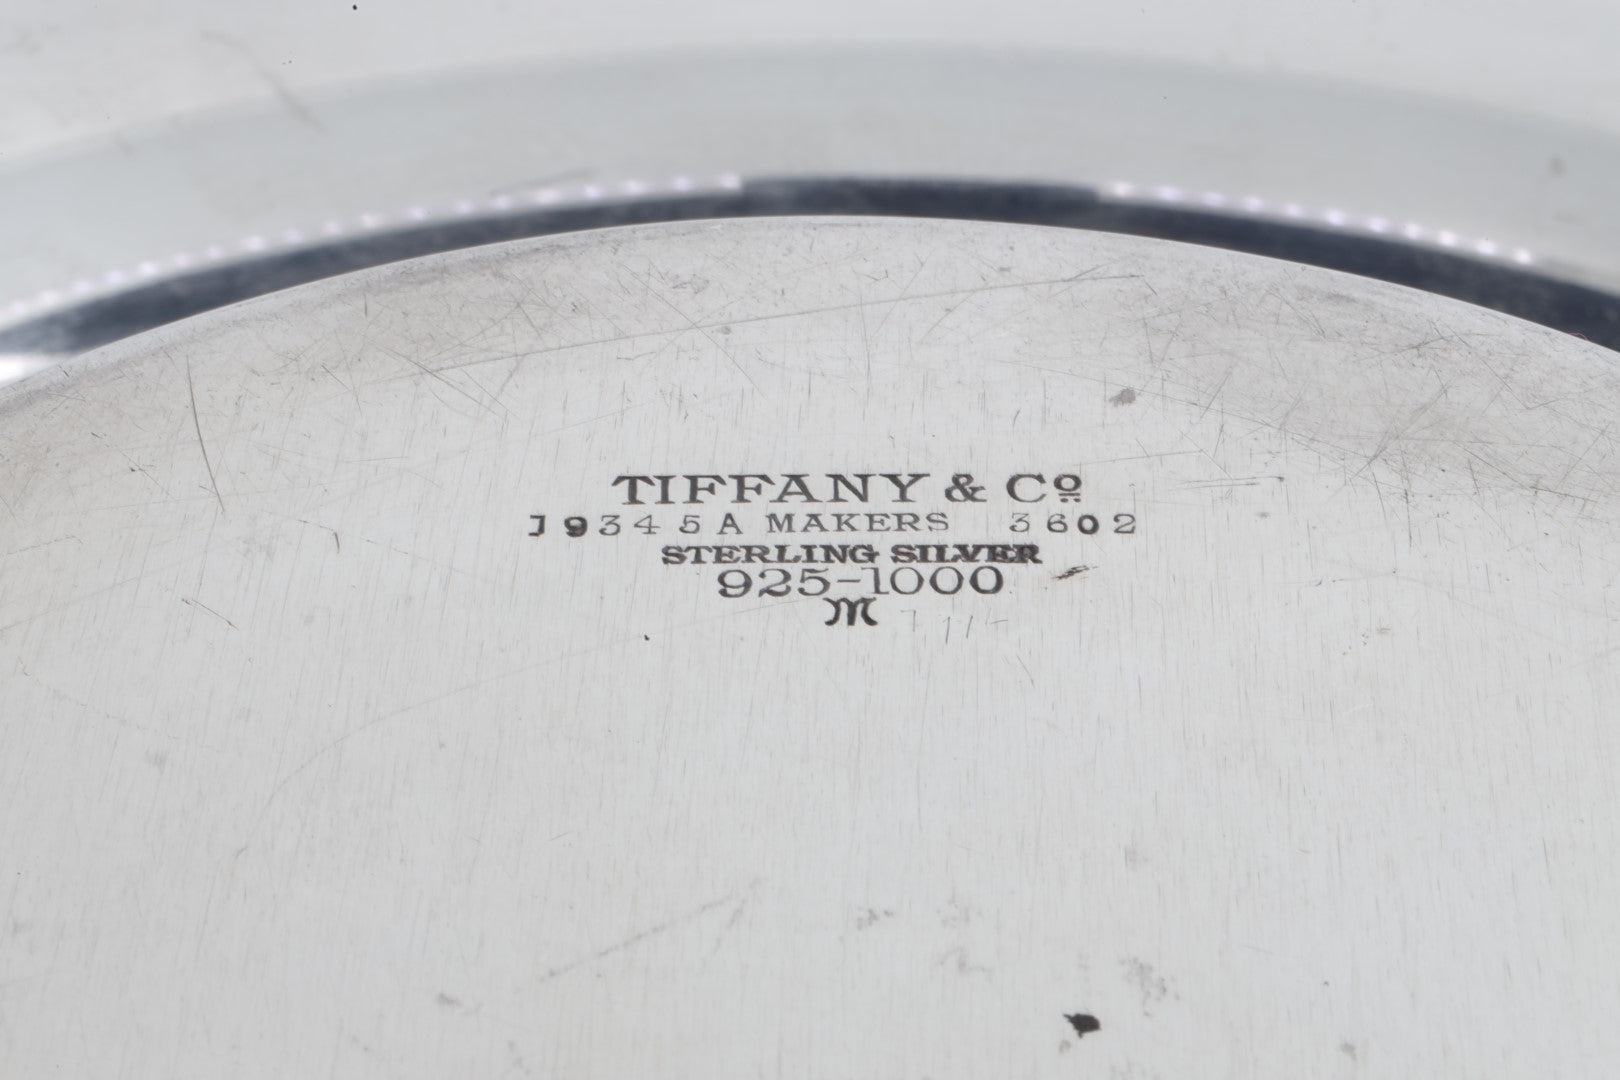 TIFFANY & Cº
19345A MAKERS 3602
STERLING SILVER
925-1000
M